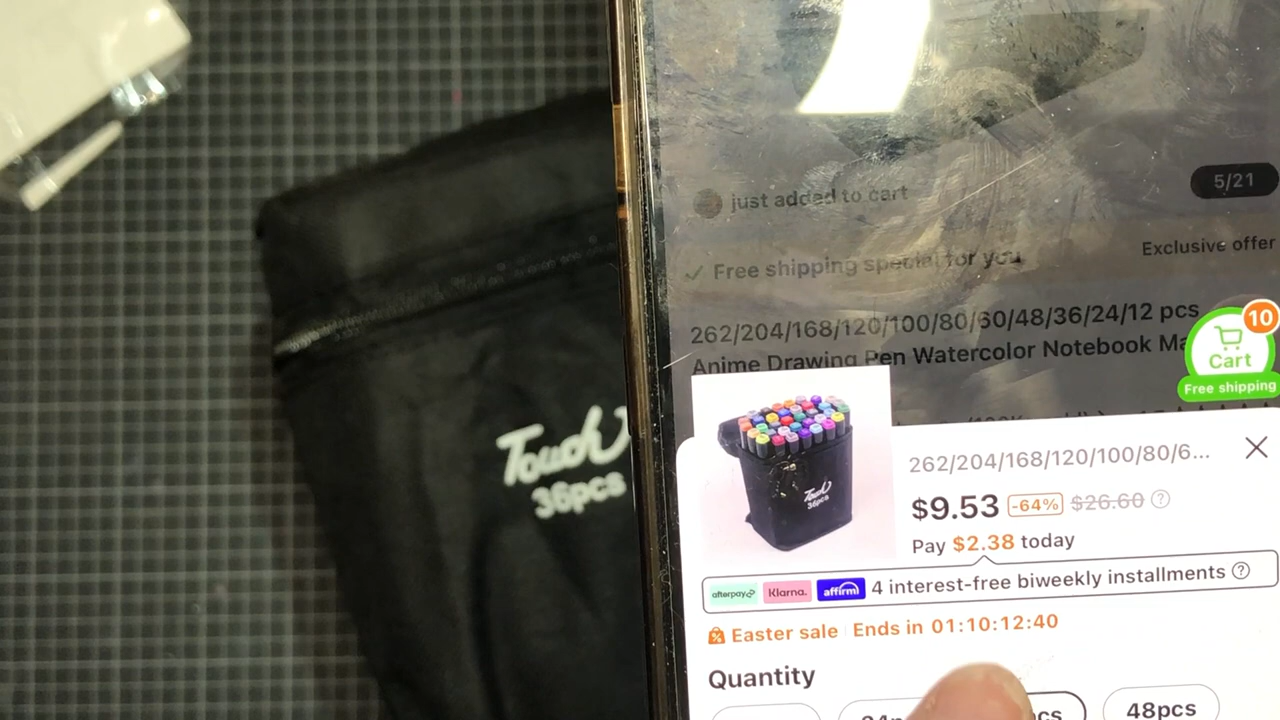 Touch
36pcs
just added to cart
5/21
Exclusive offer
✓ Free shipping special for you
262/204/168/120/100/80/60/48/36/24/12 pcs
Anime Drawing Pen Watercolor Notebook Ma
10
Cart
Free shipping
Touch
36pcs
262/204/168/120/100/80/6...
$9.53 -64% $26.60
Pay $2.38 today
afterpay Klarna. affirm 4 interest-free biweekly installments
Easter sale Ends in 01:10:12:40
Quantity
48pcs